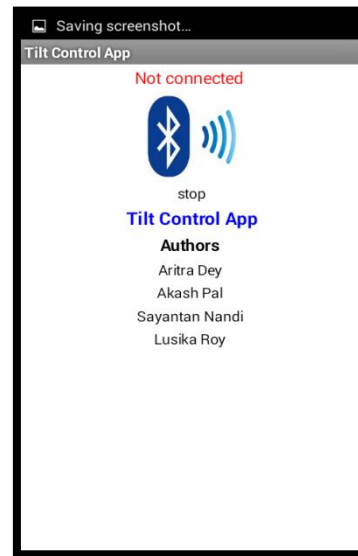 Saving screenshot...
Tilt Control App
Not connected
stop
Tilt Control App
Authors
Aritra Dey
Akash Pal
Sayantan Nandi
Lusika Roy